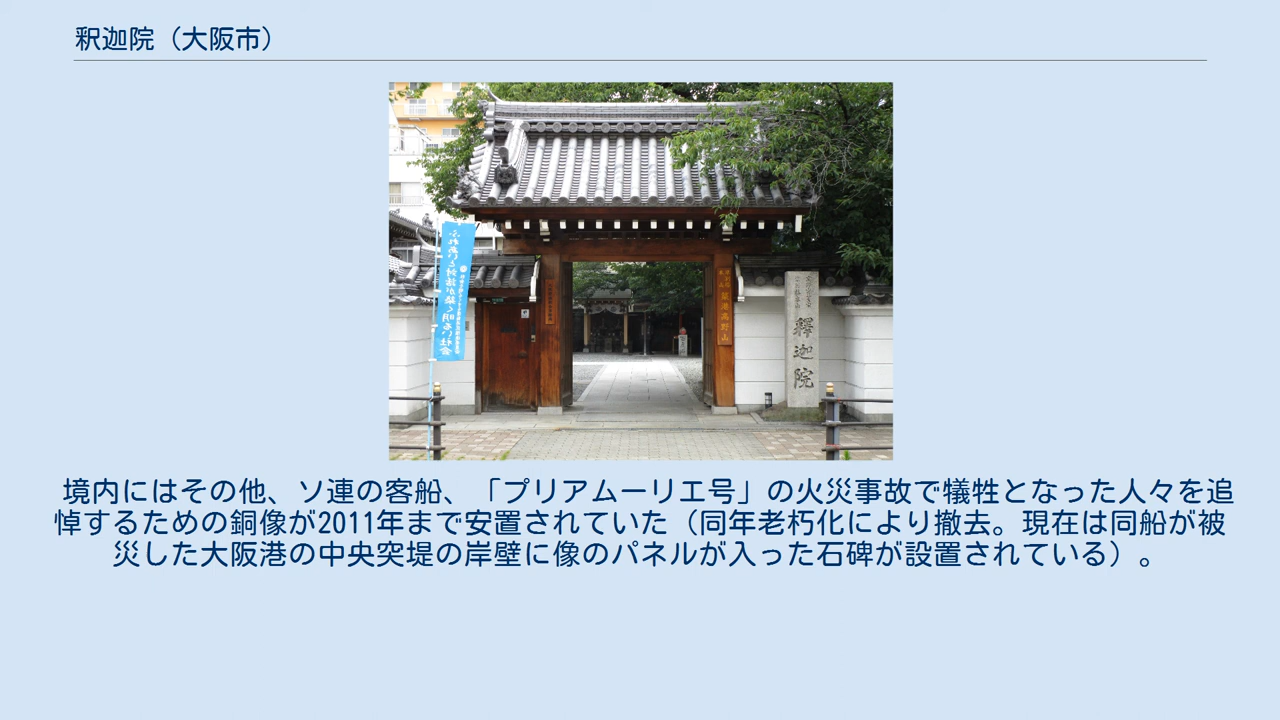 釈迦院（大阪市）
釋迦院
境内にはその他、ソ連の客船、「プリアムーリエ号」の火災事故で犠牲となった人々を追
悼するための銅像が2011年まで安置されていた（同年老朽化により撤去。現在は同船が被
災した大阪港の中央突堤の岸壁に像のパネルが入った石碑が設置されている）。